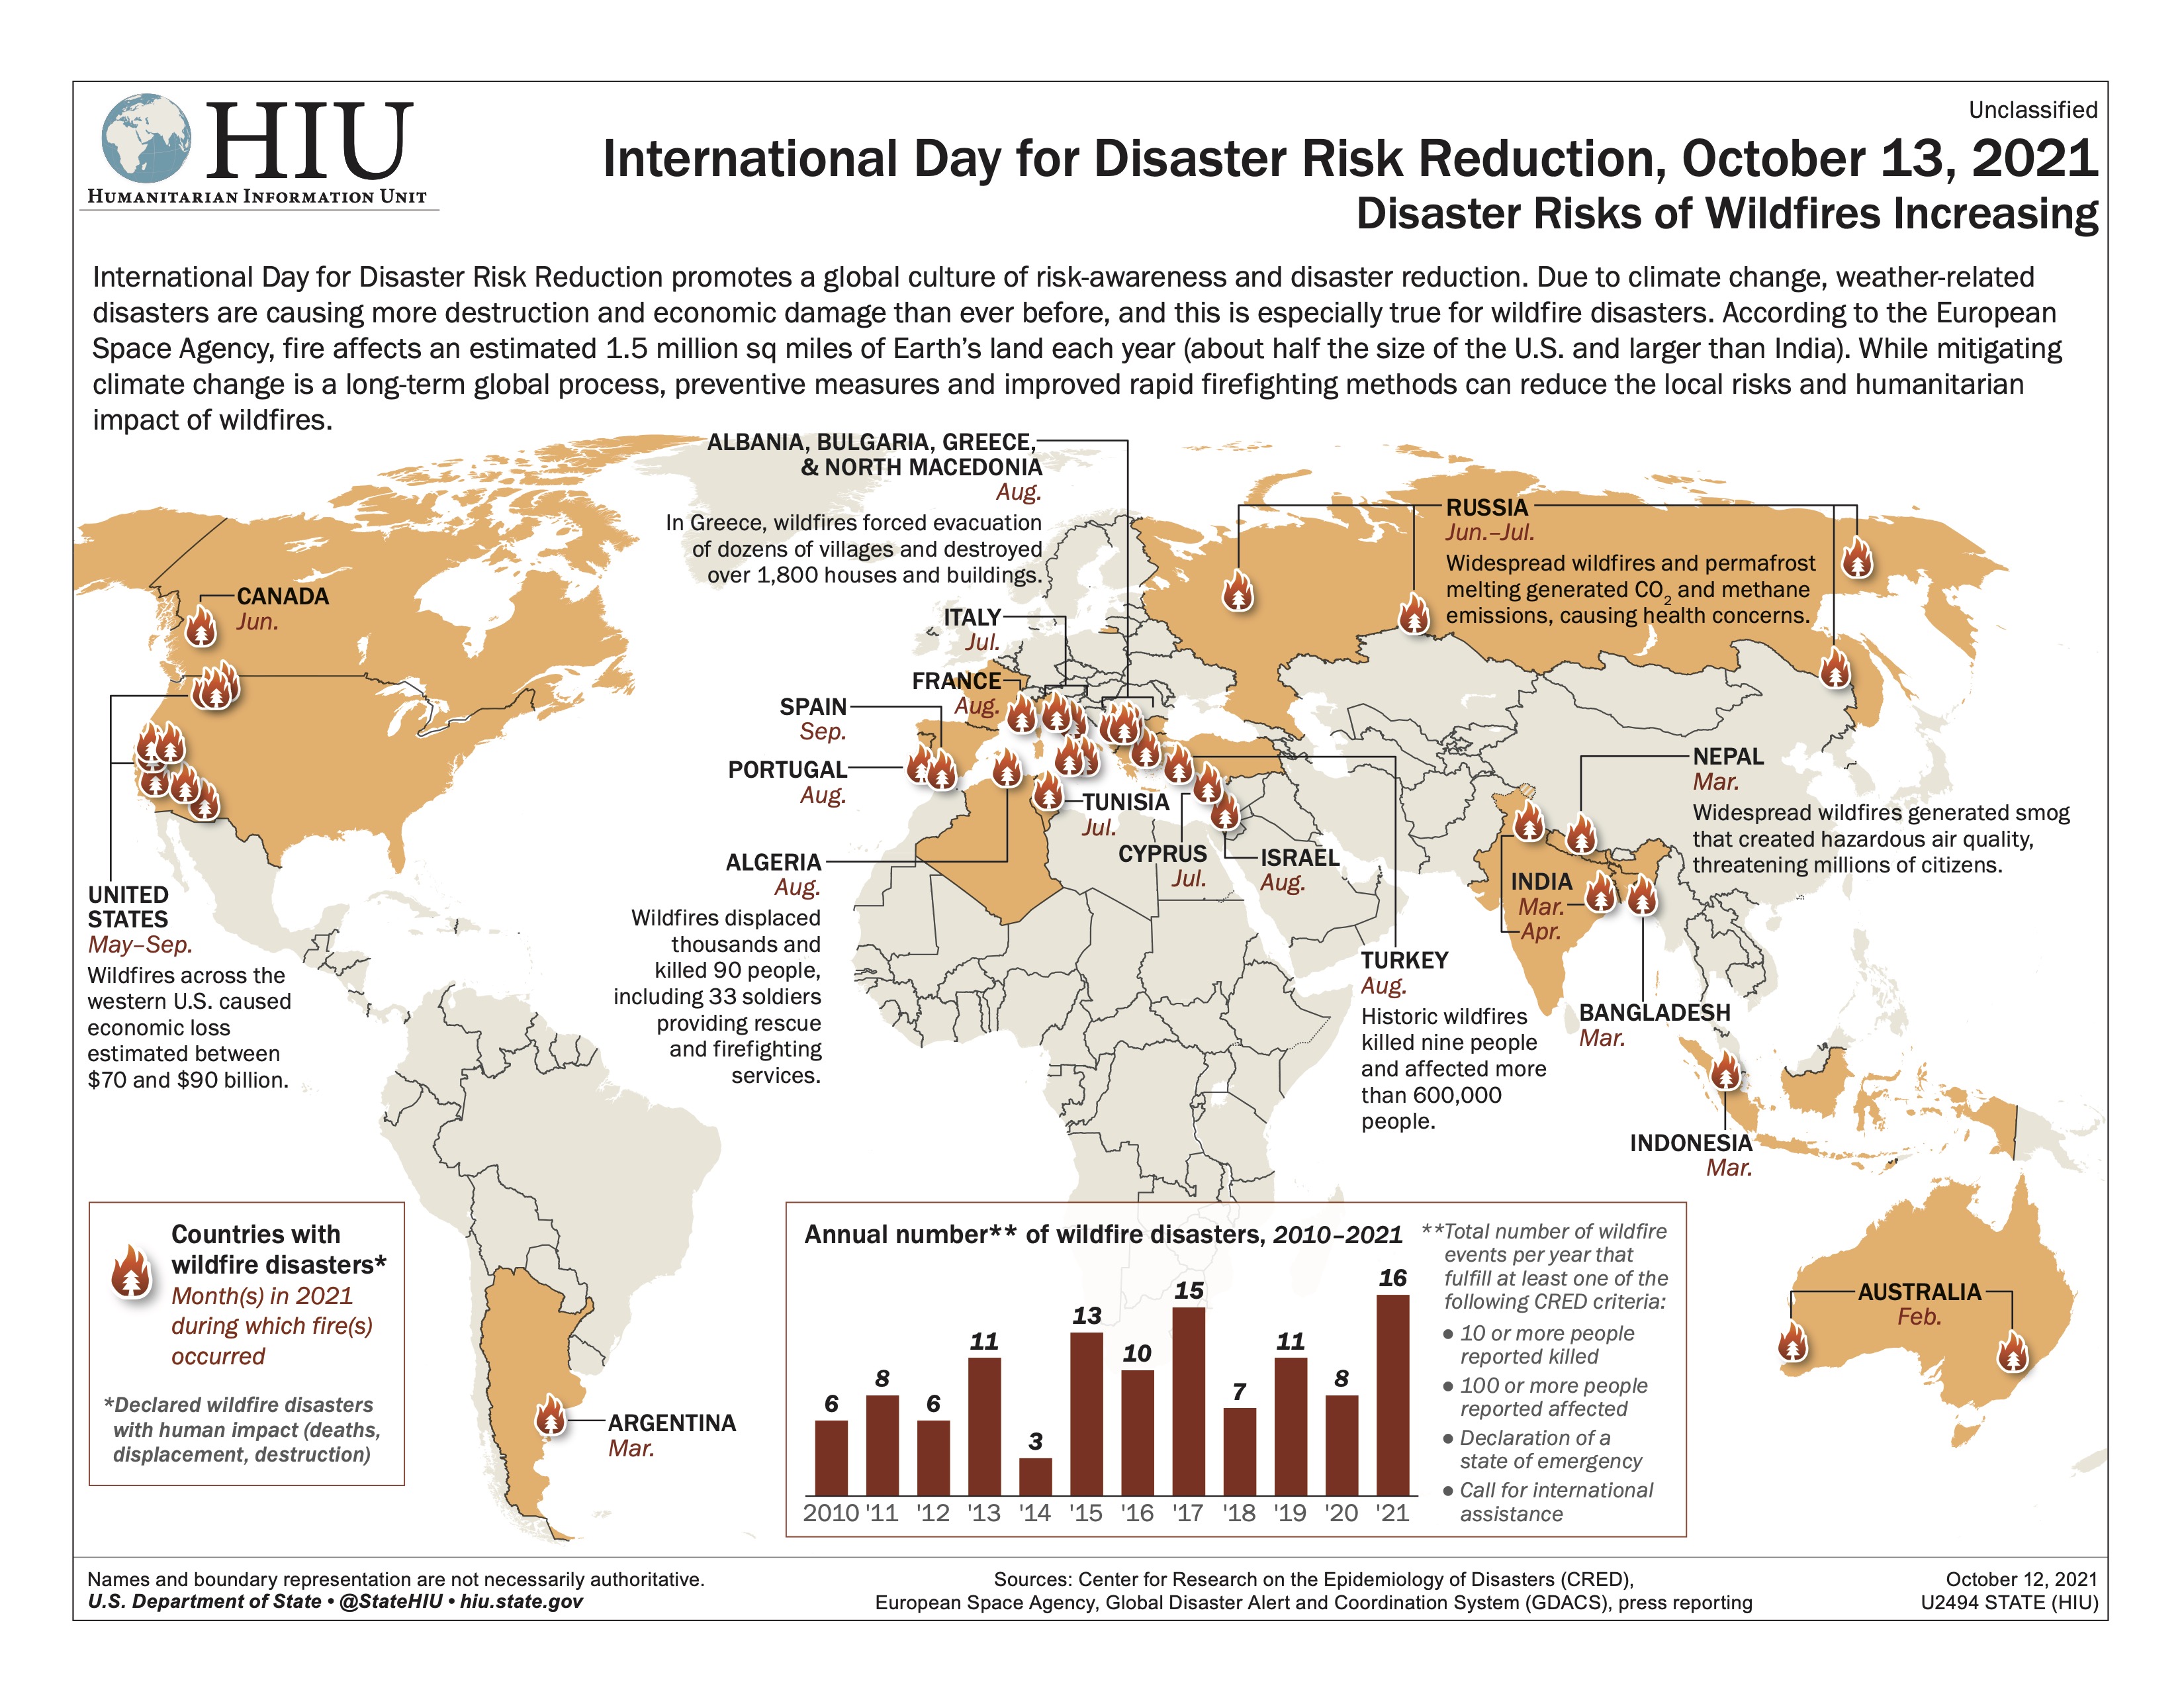 HIU
HUMANITARIAN INFORMATION UNIT
Unclassified
International Day for Disaster Risk Reduction, October 13, 2021
Disaster Risks of Wildfires Increasing
International Day for Disaster Risk Reduction promotes a global culture of risk-awareness and disaster reduction. Due to climate change, weather-related
disasters are causing more destruction and economic damage than ever before, and this is especially true for wildfire disasters. According to the European
Space Agency, fire affects an estimated 1.5 million sq miles of Earth’s land each year (about half the size of the U.S. and larger than India). While mitigating
climate change is a long-term global process, preventive measures and improved rapid firefighting methods can reduce the local risks and humanitarian
impact of wildfires.
ALBANIA, BULGARIA, GREECE,
& NORTH MACEDONIA
Aug.
In Greece, wildfires forced evacuation
of dozens of villages and destroyed
over 1,800 houses and buildings.
RUSSIA
Jun.–Jul.
Widespread wildfires and permafrost
melting generated CO2 and methane
emissions, causing health concerns.
CANADA
Jun.
ITALY
Jul.
FRANCE
Aug.
SPAIN
Sep.
PORTUGAL
Aug.
TUNISIA
Jul.
CYPRUS
Jul.
ISRAEL
Aug.
NEPAL
Mar.
Widespread wildfires generated smog
that created hazardous air quality,
threatening millions of citizens.
ALGERIA
Aug.
Wildfires displaced
thousands and
killed 90 people,
including 33 soldiers
providing rescue
and firefighting
services.
UNITED
STATES
May–Sep.
Wildfires across the
western U.S. caused
economic loss
estimated between
$70 and $90 billion.
INDIA
Mar.
Apr.
TURKEY
Aug.
Historic wildfires
killed nine people
and affected more
than 600,000
people.
BANGLADESH
Mar.
INDONESIA
Mar.
AUSTRALIA
Feb.
ARGENTINA
Mar.
Countries with
wildfire disasters*
Month(s) in 2021
during which fire(s)
occurred
*Declared wildfire disasters
with human impact (deaths,
displacement, destruction)
Annual number** of wildfire disasters, 2010–2021
6 8 6 11 3 13 10 15 7 11 8 16
2010 '11 '12 '13 '14 '15 '16 '17 '18 '19 '20 '21
**Total number of wildfire
events per year that
fulfill at least one of the
following CRED criteria:
● 10 or more people
reported killed
● 100 or more people
reported affected
● Declaration of a
state of emergency
● Call for international
assistance
Names and boundary representation are not necessarily authoritative.
U.S. Department of State • @StateHIU • hiu.state.gov
Sources: Center for Research on the Epidemiology of Disasters (CRED),
European Space Agency, Global Disaster Alert and Coordination System (GDACS), press reporting
October 12, 2021
U2494 STATE (HIU)